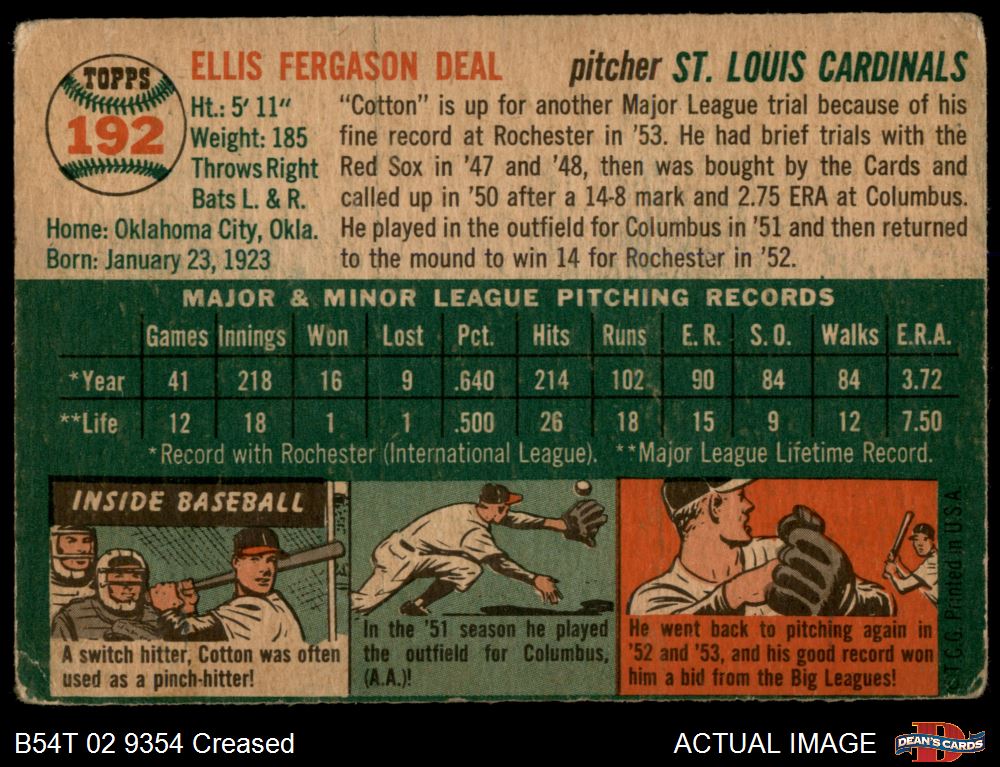 TOPPS
192
ELLIS FERGASON DEAL pitcher ST. LOUIS CARDINALS
Ht.: 5' 11"
Weight: 185
Throws Right
Bats L. & R.
Home: Oklahoma City, Okla.
Born: January 23, 1923
"Cotton" is up for another Major League trial because of his
fine record at Rochester in '53. He had brief trials with the
Red Sox in '47 and '48, then was bought by the Cards and
called up in '50 after a 14-8 mark and 2.75 ERA at Columbus.
He played in the outfield for Columbus in '51 and then returned
to the mound to win 14 for Rochester in '52.
MAJOR & MINOR LEAGUE PITCHING RECORDS
Games Innings Won Lost Pct. Hits Runs E.R. S.O. Walks E.R.A.
*Year 41 218 16 9 .640 214 102 90 84 84 3.72
**Life 12 18 1 1 .500 26 18 15 9 12 7.50
*Record with Rochester (International League). **Major League Lifetime Record.
INSIDE BASEBALL
A switch hitter, Cotton was often
used as a pinch-hitter!
In the '51 season he played
the outfield for Columbus,
(A.A.)!
He went back to pitching again in
'52 and '53, and his good record won
him a bid from the Big Leagues!
T.C.G. Printed in U.S.A.
B54T 02 9354 Creased
ACTUAL IMAGE
D
DEAN'S CARDS